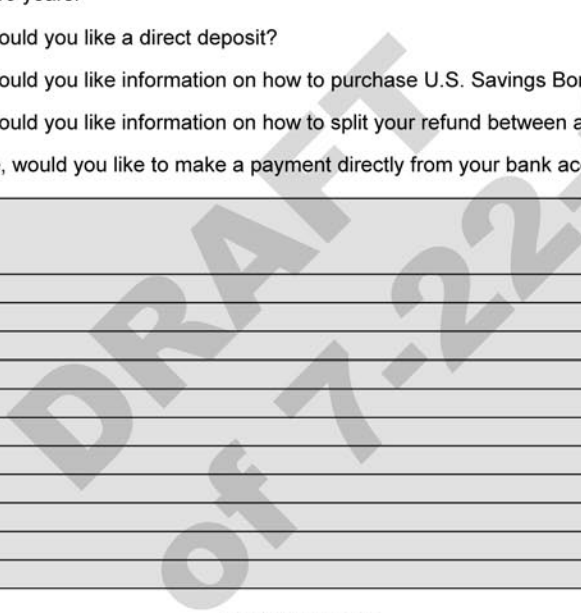 years.
ould you like a direct deposit?
ould you like information on how to purchase U.S. Savings Bo
ould you like information on how to split your refund between a
, would you like to make a payment directly from your bank ac
DRAFT
of 7-22-